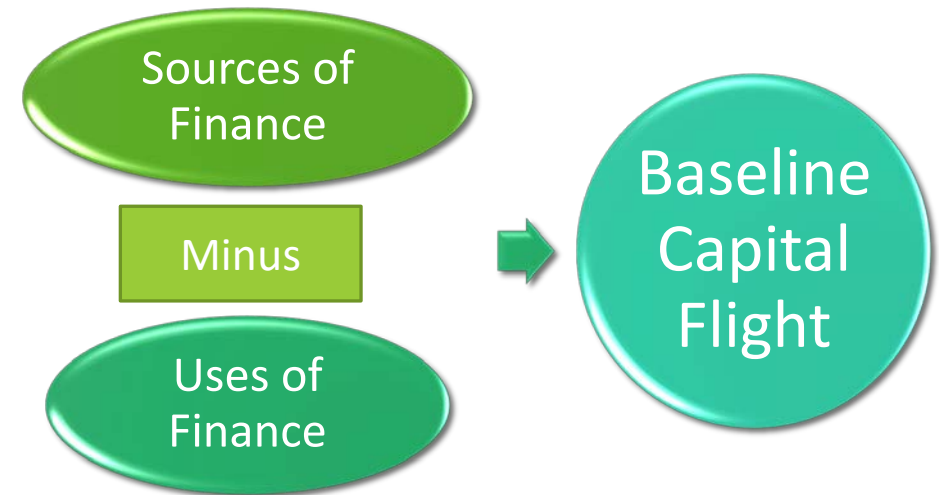 Sources of
Finance
Minus
Uses of
Finance
Baseline
Capital
Flight